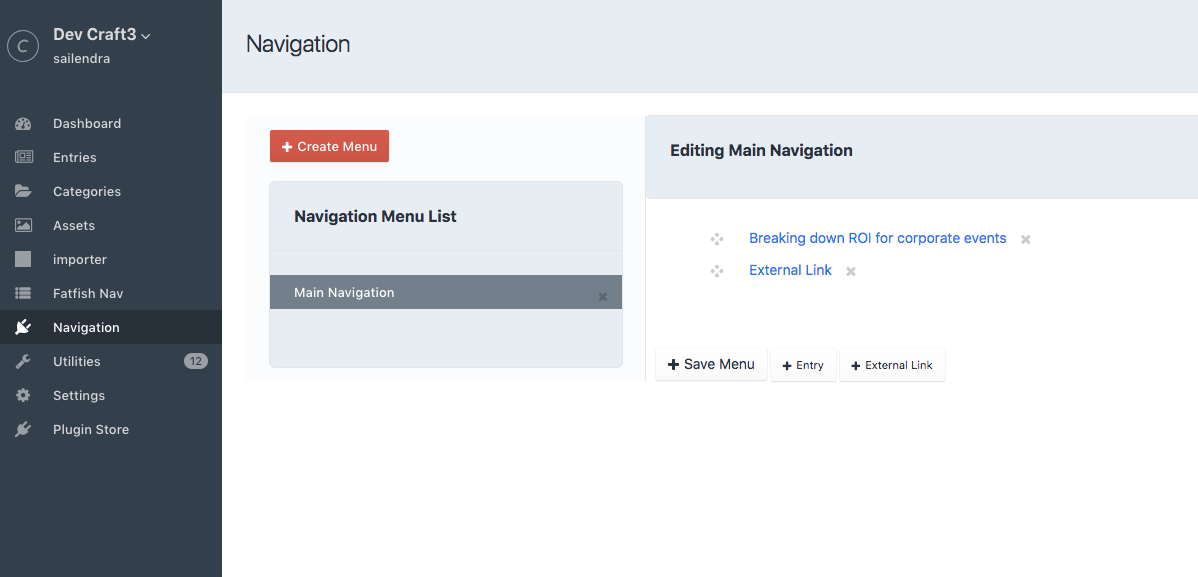 C
Dev Craft3
sailendra
Dashboard
Entries
Categories
Assets
importer
Fatfish Nav
Navigation
Utilities 12
Settings
Plugin Store
Navigation
Create Menu
Navigation Menu List
Main Navigation
Editing Main Navigation
Breaking down ROI for corporate events
External Link
Save Menu
Entry
External Link